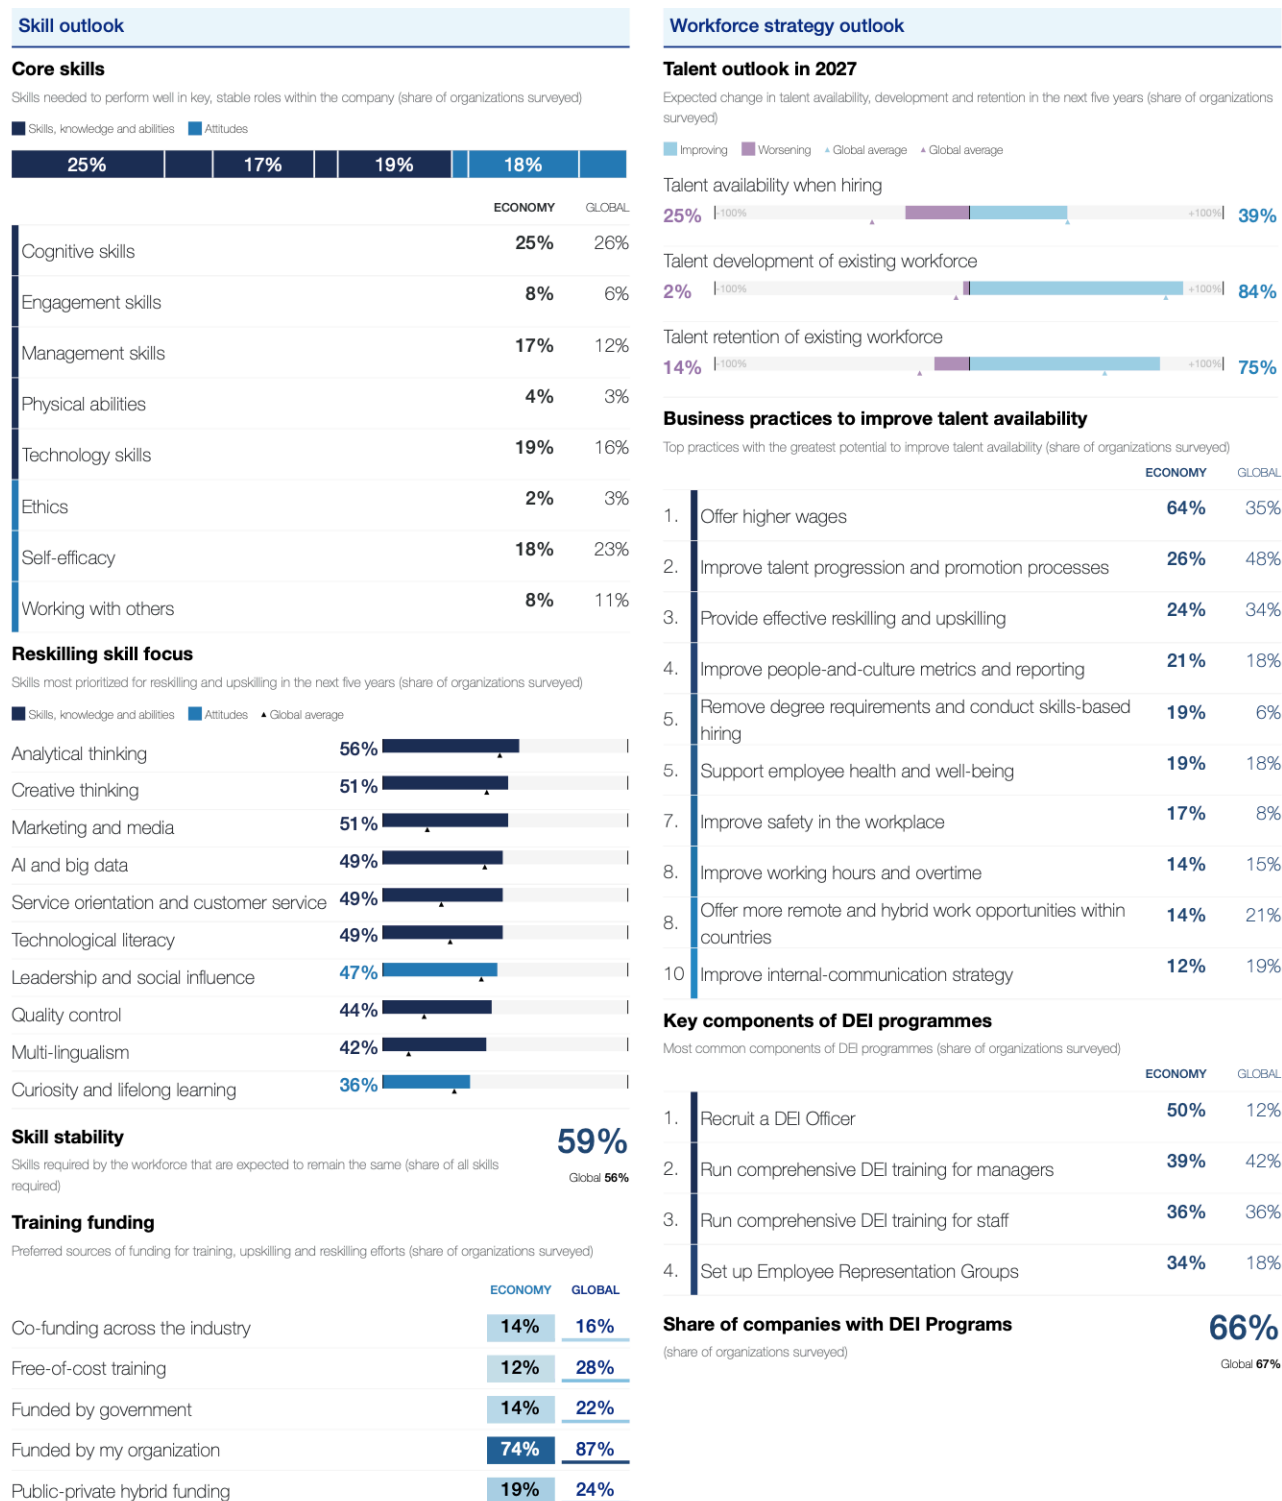 Skill outlook
Core skills
Skills needed to perform well in key, stable roles within the company (share of organizations surveyed)
Skills, knowledge and abilities Attitudes
25% 17% 19% 18%
ECONOMY GLOBAL
Cognitive skills 25% 26%
Engagement skills 8% 6%
Management skills 17% 12%
Physical abilities 4% 3%
Technology skills 19% 16%
Ethics 2% 3%
Self-efficacy 18% 23%
Working with others 8% 11%
Reskilling skill focus
Skills most prioritized for reskilling and upskilling in the next five years (share of organizations surveyed)
Skills, knowledge and abilities Attitudes Global average
Analytical thinking 56%
Creative thinking 51%
Marketing and media 51%
AI and big data 49%
Service orientation and customer service 49%
Technological literacy 49%
Leadership and social influence 47%
Quality control 44%
Multi-lingualism 42%
Curiosity and lifelong learning 36%
Skill stability 59%
Skills required by the workforce that are expected to remain the same (share of all skills
required)
Global 56%
Training funding
Preferred sources of funding for training, upskilling and reskilling efforts (share of organizations surveyed)
ECONOMY GLOBAL
Co-funding across the industry 14% 16%
Free-of-cost training 12% 28%
Funded by government 14% 22%
Funded by my organization 74% 87%
Public-private hybrid funding 19% 24%
Workforce strategy outlook
Talent outlook in 2027
Expected change in talent availability, development and retention in the next five years (share of organizations
surveyed)
Improving Worsening Global average Global average
Talent availability when hiring
25% -100% +100% 39%
Talent development of existing workforce
2% -100% +100% 84%
Talent retention of existing workforce
14% -100% +100% 75%
Business practices to improve talent availability
Top practices with the greatest potential to improve talent availability (share of organizations surveyed)
ECONOMY GLOBAL
1. Offer higher wages 64% 35%
2. Improve talent progression and promotion processes 26% 48%
3. Provide effective reskilling and upskilling 24% 34%
4. Improve people-and-culture metrics and reporting 21% 18%
5. Remove degree requirements and conduct skills-based
hiring 19% 6%
5. Support employee health and well-being 19% 18%
7. Improve safety in the workplace 17% 8%
8. Improve working hours and overtime 14% 15%
8. Offer more remote and hybrid work opportunities within
countries 14% 21%
10 Improve internal-communication strategy 12% 19%
Key components of DEI programmes
Most common components of DEI programmes (share of organizations surveyed)
ECONOMY GLOBAL
1. Recruit a DEI Officer 50% 12%
2. Run comprehensive DEI training for managers 39% 42%
3. Run comprehensive DEI training for staff 36% 36%
4. Set up Employee Representation Groups 34% 18%
Share of companies with DEI Programs 66%
(share of organizations surveyed)
Global 67%